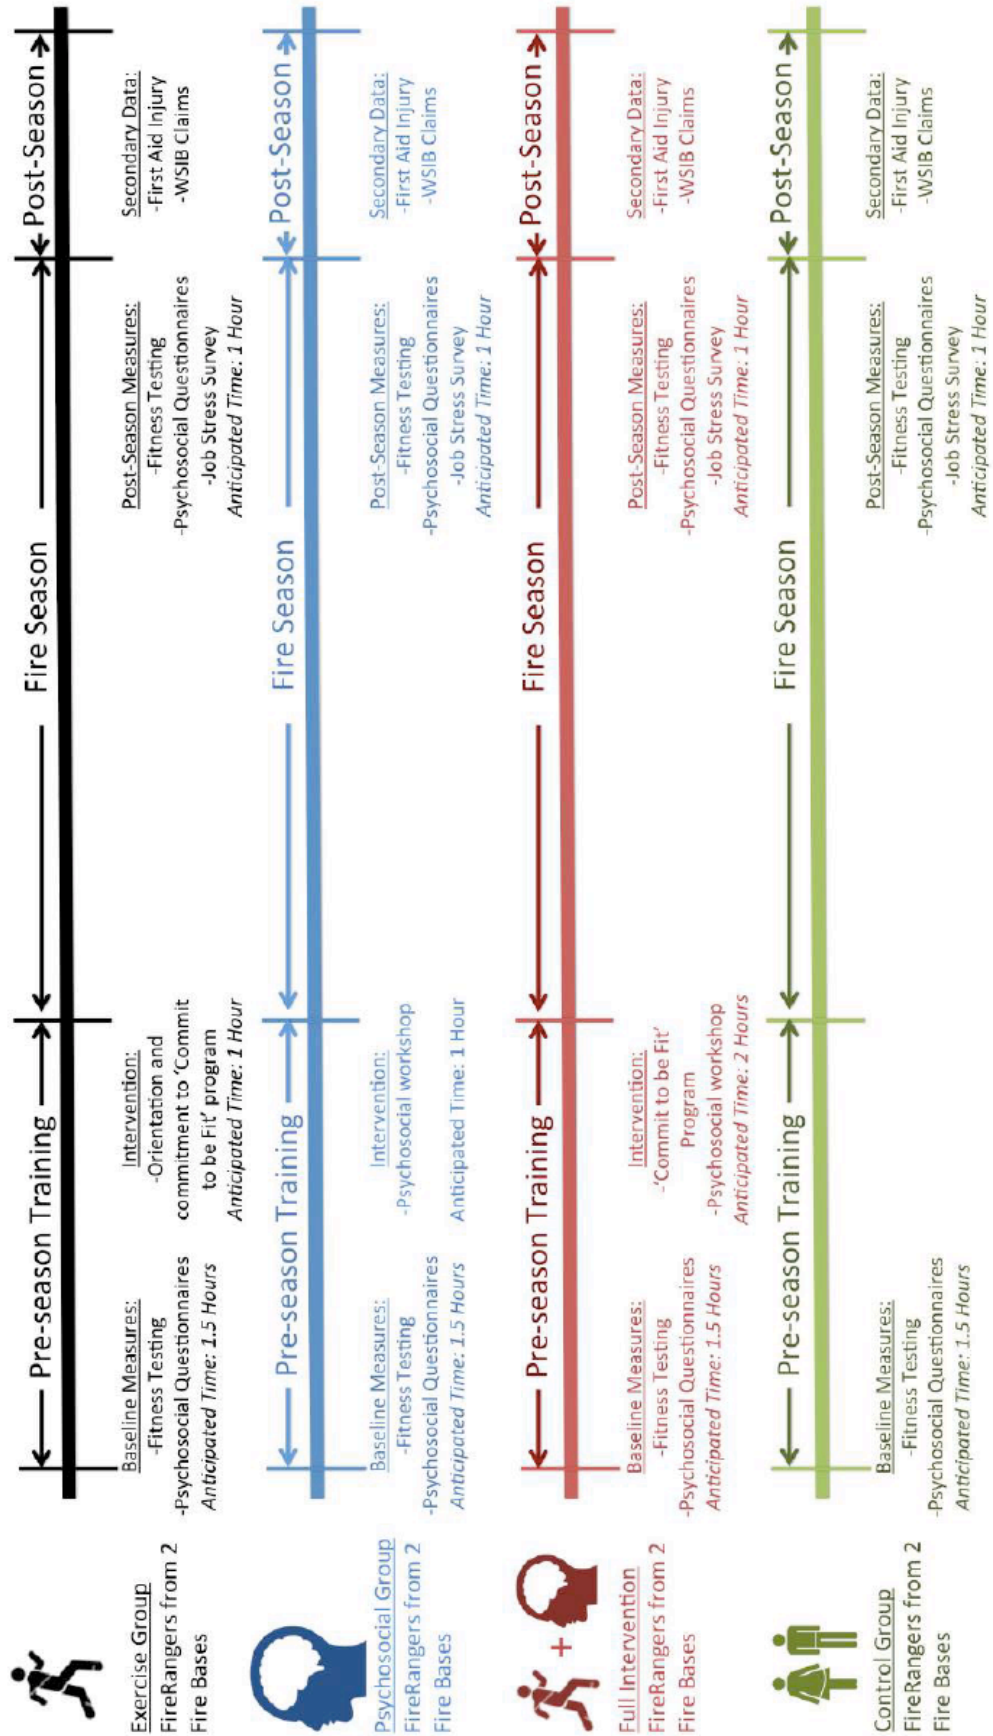 Exercise Group
FireRangers from 2
Fire Bases
Pre-season Training
Fire Season
Post-Season
Baseline Measures:
-Fitness Testing
-Psychosocial Questionnaires
Anticipated Time: 1.5 Hours
Intervention:
-Orientation and
commitment to ‘Commit
to be Fit’ program
Anticipated Time: 1 Hour
Post-Season Measures:
-Fitness Testing
-Psychosocial Questionnaires
-Job Stress Survey
Anticipated Time: 1 Hour
Secondary Data:
-First Aid Injury
-WSIB Claims
Psychosocial Group
FireRangers from 2
Fire Bases
Pre-season Training
Fire Season
Post-Season
Baseline Measures:
-Fitness Testing
-Psychosocial Questionnaires
Anticipated Time: 1.5 Hours
Intervention:
-Psychosocial workshop
Anticipated Time: 1 Hour
Post-Season Measures:
-Fitness Testing
-Psychosocial Questionnaires
-Job Stress Survey
Anticipated Time: 1 Hour
Secondary Data:
-First Aid Injury
-WSIB Claims
+
Full Intervention
FireRangers from 2
Fire Bases
Pre-season Training
Fire Season
Post-Season
Baseline Measures:
-Fitness Testing
-Psychosocial Questionnaires
Anticipated Time: 1.5 Hours
Intervention:
-‘Commit to be Fit’
Program
-Psychosocial workshop
Anticipated Time: 2 Hours
Post-Season Measures:
-Fitness Testing
-Psychosocial Questionnaires
-Job Stress Survey
Anticipated Time: 1 Hour
Secondary Data:
-First Aid Injury
-WSIB Claims
Control Group
FireRangers from 2
Fire Bases
Pre-season Training
Fire Season
Post-Season
Baseline Measures:
-Fitness Testing
-Psychosocial Questionnaires
Anticipated Time: 1.5 Hours
Post-Season Measures:
-Fitness Testing
-Psychosocial Questionnaires
-Job Stress Survey
Anticipated Time: 1 Hour
Secondary Data:
-First Aid Injury
-WSIB Claims